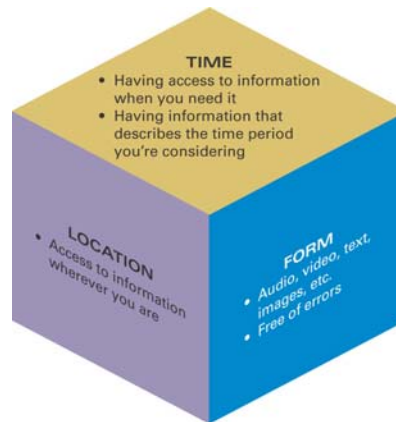 TIME
• Having access to information
when you need it
• Having information that
describes the time period
you're considering
LOCATION
• Access to information
wherever you are
FORM
• Audio, video, text,
images, etc.
• Free of errors